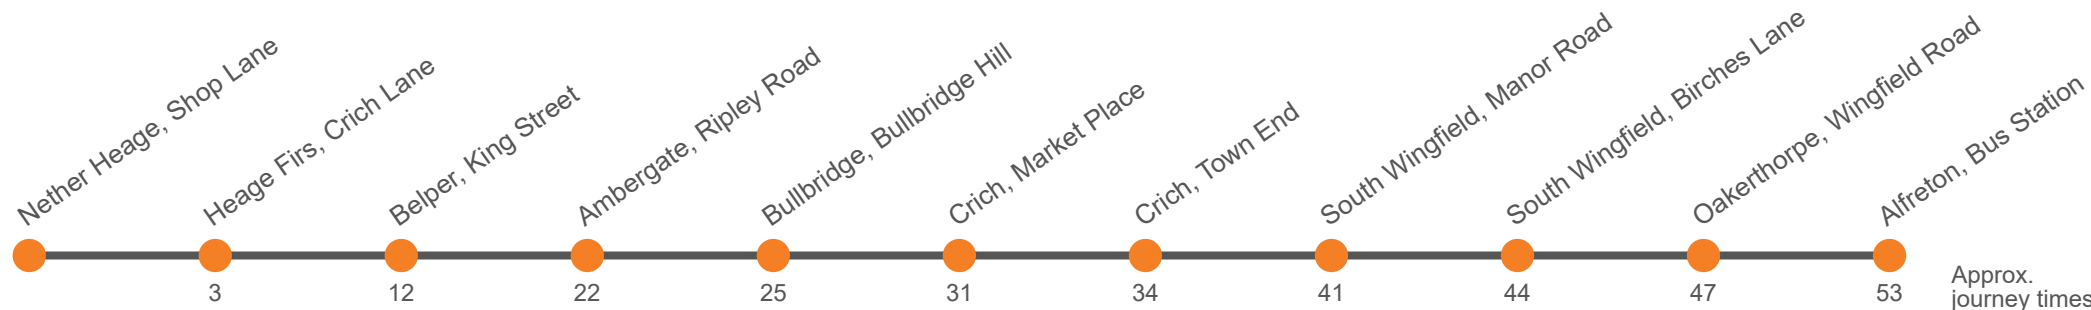 Nether Heage, Shop Lane
Heage Firs, Crich Lane
Belper, King Street
Ambergate, Ripley Road
Bullbridge, Bullbridge Hill
Crich, Market Place
Crich, Town End
South Wingfield, Manor Road
South Wingfield, Birches Lane
Oakerthorpe, Wingfield Road
Alfreton, Bus Station
3
12
22
25
31
34
41
44
47
53
Approx.
journey times